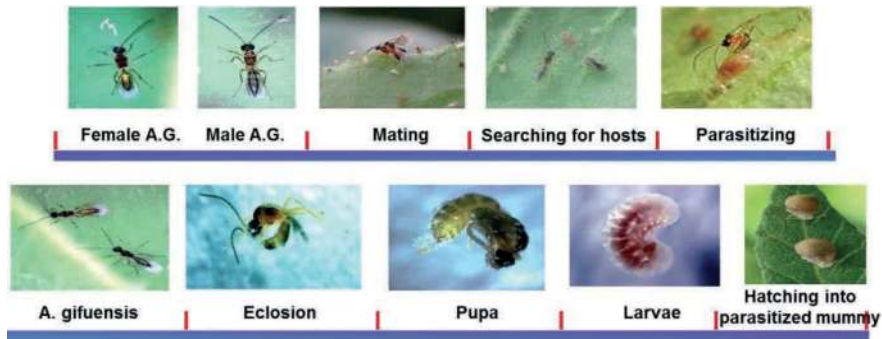 Female A.G. Male A.G. Mating Searching for hosts Parasitizing
A. gifuensis Eclosion Pupa Larvae Hatching into
parasitized mummy